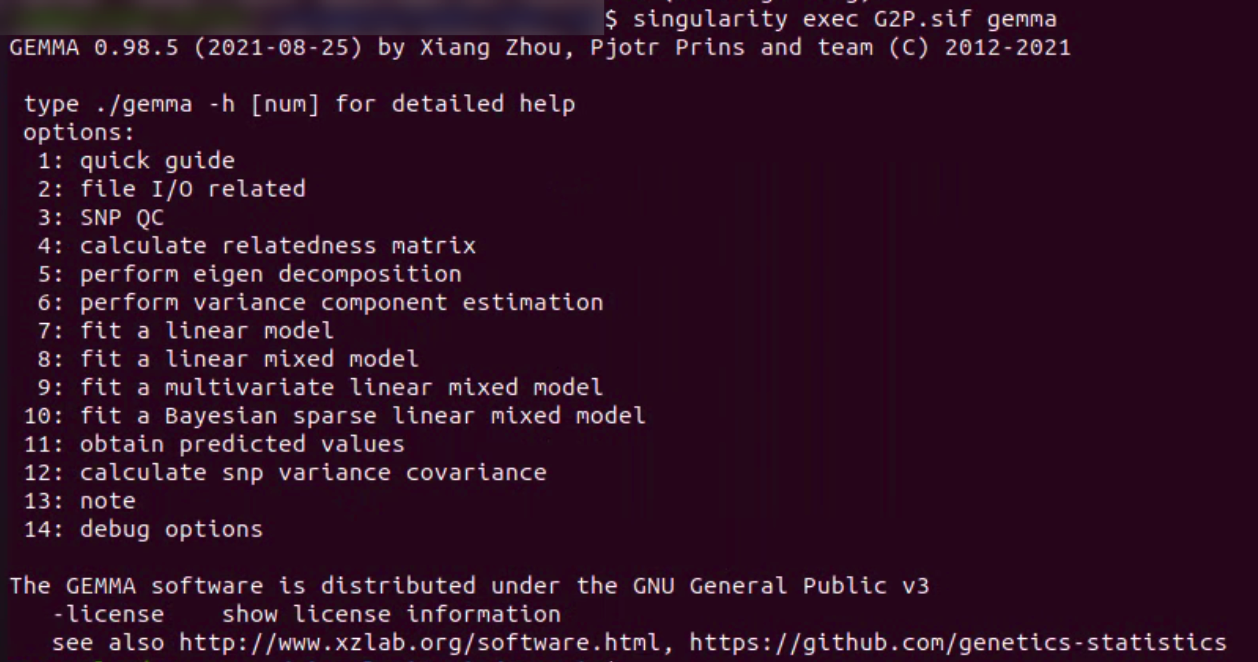 $ singularity exec G2P.sif gemma
GEMMA 0.98.5 (2021-08-25) by Xiang Zhou, Pjotr Prins and team (C) 2012-2021
type ./gemma -h [num] for detailed help
options:
1: quick guide
2: file I/O related
3: SNP QC
4: calculate relatedness matrix
5: perform eigen decomposition
6: perform variance component estimation
7: fit a linear model
8: fit a linear mixed model
9: fit a multivariate linear mixed model
10: fit a Bayesian sparse linear mixed model
11: obtain predicted values
12: calculate snp variance covariance
13: note
14: debug options
The GEMMA software is distributed under the GNU General Public v3
-license    show license information
see also http://www.xzlab.org/software.html, https://github.com/genetics-statistics